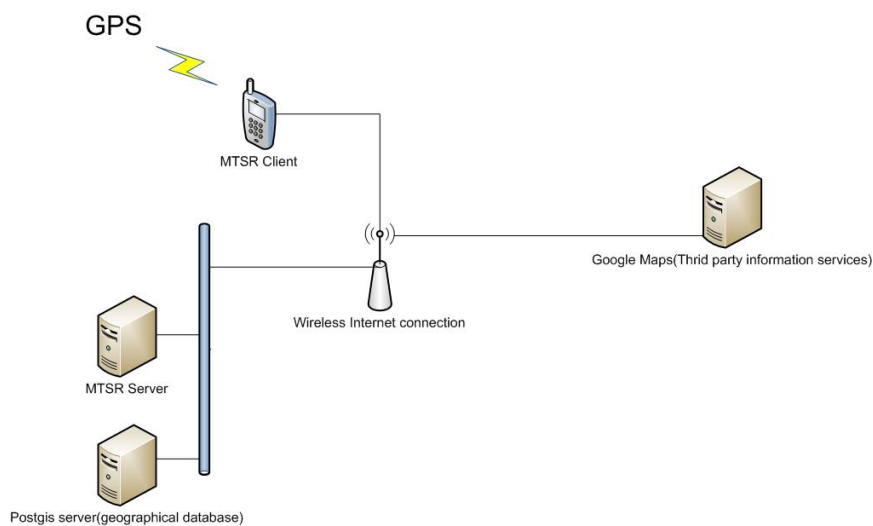 GPS
MTSR Client
Google Maps(Thrid party information services)
Wireless Internet connection
MTSR Server
Postgis server(geographical database)